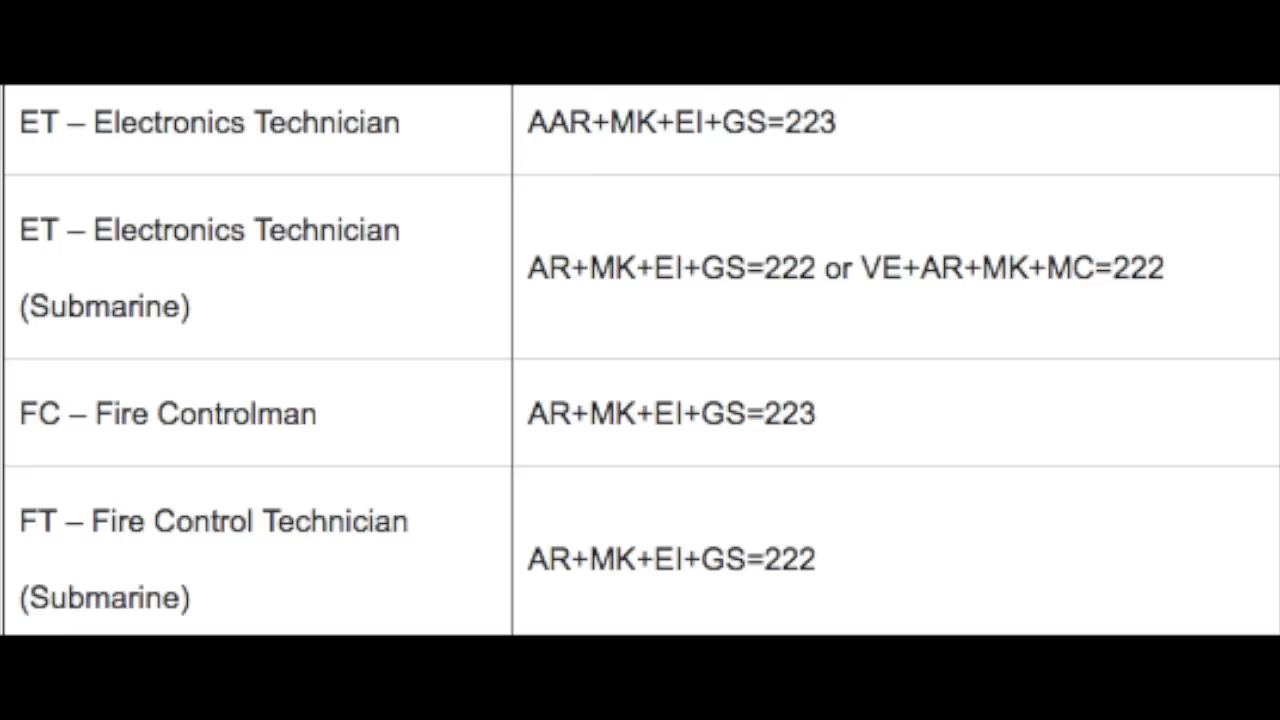 ET – Electronics Technician
AAR+MK+EI+GS=223
ET – Electronics Technician
(Submarine)
AR+MK+EI+GS=222 or VE+AR+MK+MC=222
FC – Fire Controlman
AR+MK+EI+GS=223
FT – Fire Control Technician
(Submarine)
AR+MK+EI+GS=222